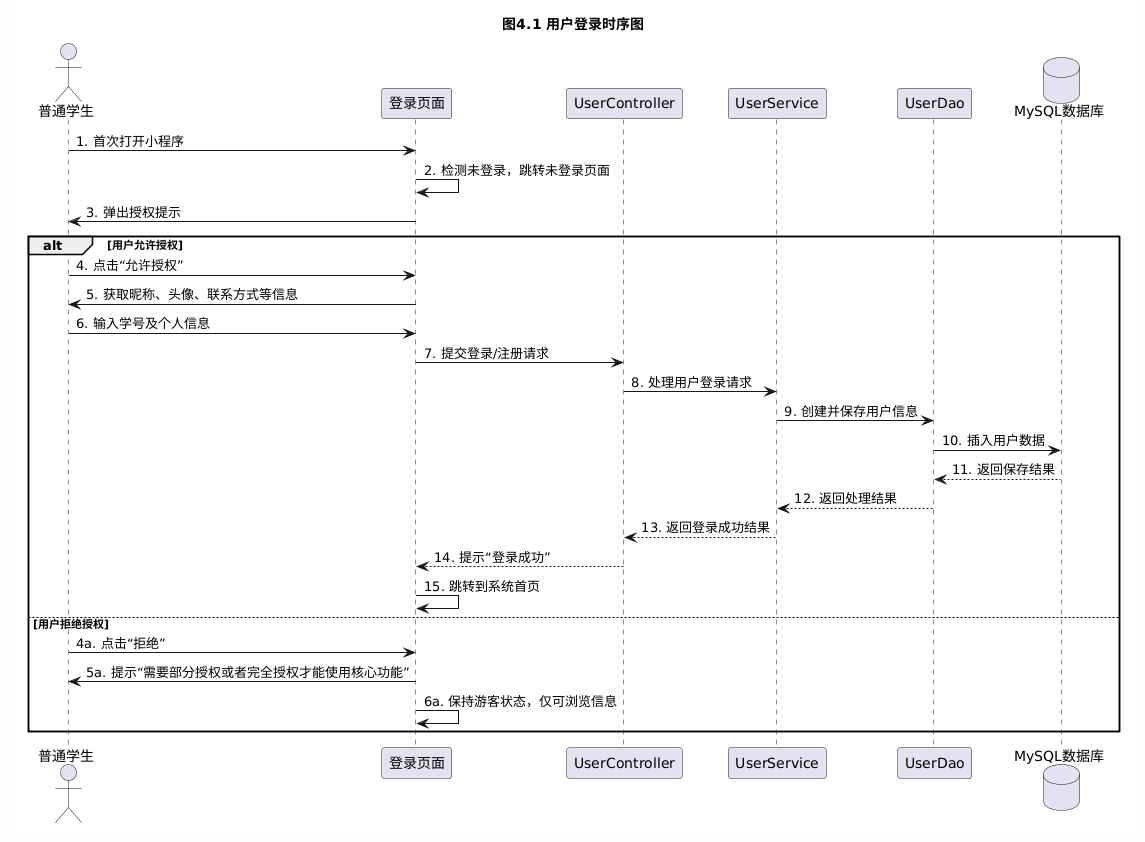 图4.1 用户登录时序图
普通学生
登录页面
UserController
UserService
UserDao
MySQL数据库
1. 首次打开小程序
2. 检测未登录，跳转未登录页面
3. 弹出授权提示
alt [用户允许授权]
4. 点击“允许授权”
5. 获取昵称、头像、联系方式等信息
6. 输入学号及个人信息
7. 提交登录/注册请求
8. 处理用户登录请求
9. 创建并保存用户信息
10. 插入用户数据
11. 返回保存结果
12. 返回处理结果
13. 返回登录成功结果
14. 提示“登录成功”
15. 跳转到系统首页
[用户拒绝授权]
4a. 点击“拒绝”
5a. 提示“需要部分授权或者完全授权才能使用核心功能”
6a. 保持游客状态，仅可浏览信息
普通学生
登录页面
UserController
UserService
UserDao
MySQL数据库